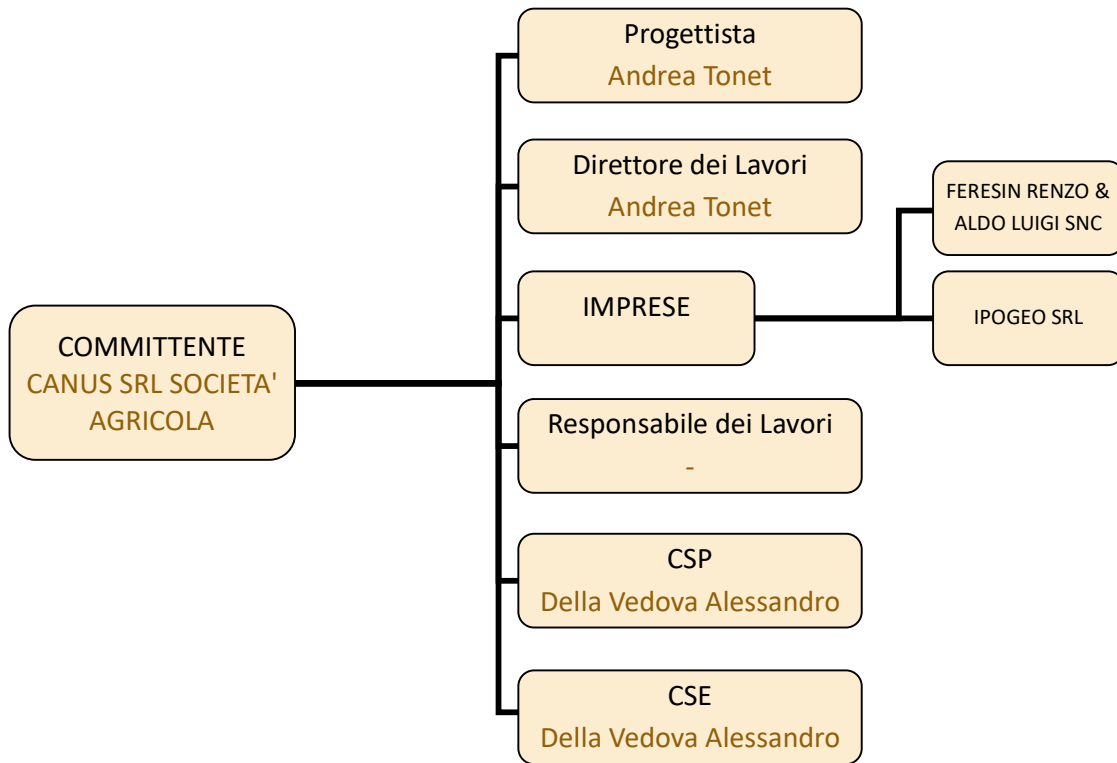 Progettista
Andrea Tonet
Direttore dei Lavori
Andrea Tonet
FERESIN RENZO &
ALDO LUIGI SNC
IMPRESE
IPOGEO SRL
COMMITTENTE
CANUS SRL SOCIETA'
AGRICOLA
Responsabile dei Lavori
-
CSP
Della Vedova Alessandro
CSE
Della Vedova Alessandro